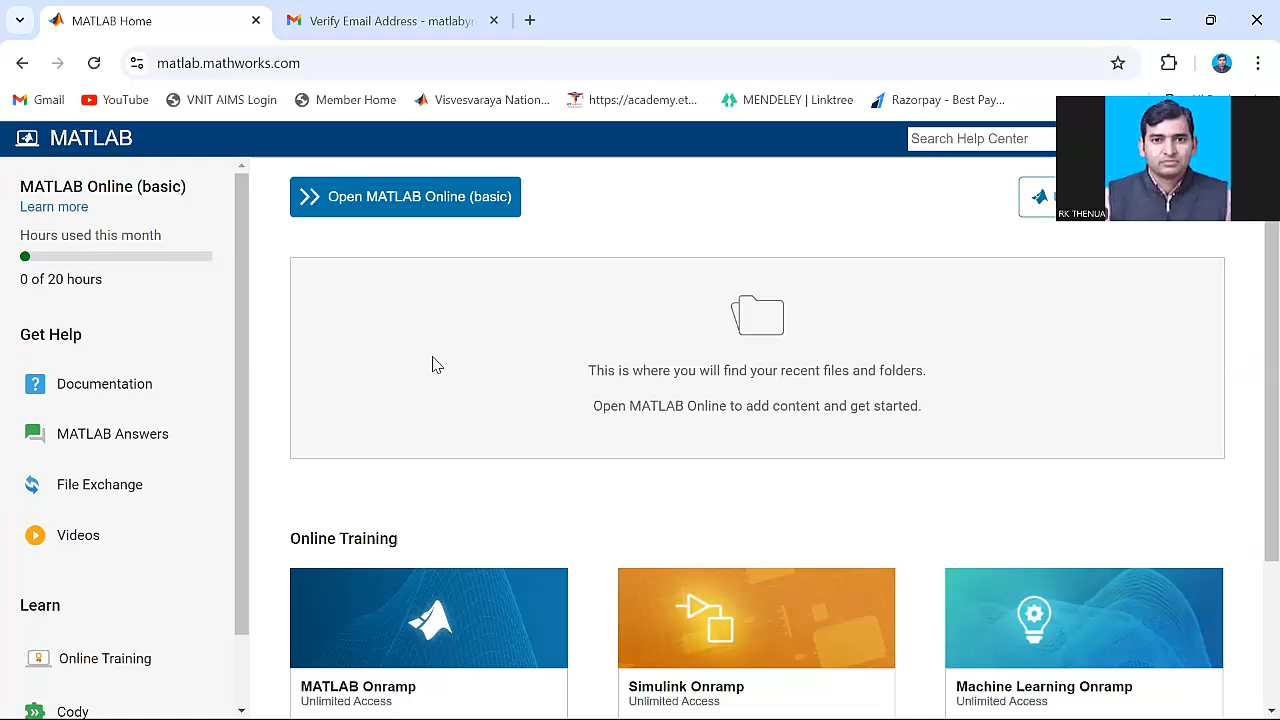 MATLAB Home
Verify Email Address - matlaby
matlab.mathworks.com
Gmail
YouTube
VNIT AIMS Login
Member Home
Visvesvaraya Nation...
https://academy.et...
MENDELEY | Linktree
Razorpay - Best Pay...
MATLAB
Search Help Center
RK THENUA
MATLAB Online (basic)
Learn more
Hours used this month
0 of 20 hours
Get Help
Documentation
MATLAB Answers
File Exchange
Videos
Learn
Online Training
Cody
Open MATLAB Online (basic)
This is where you will find your recent files and folders.
Open MATLAB Online to add content and get started.
Online Training
MATLAB Onramp
Unlimited Access
Simulink Onramp
Unlimited Access
Machine Learning Onramp
Unlimited Access